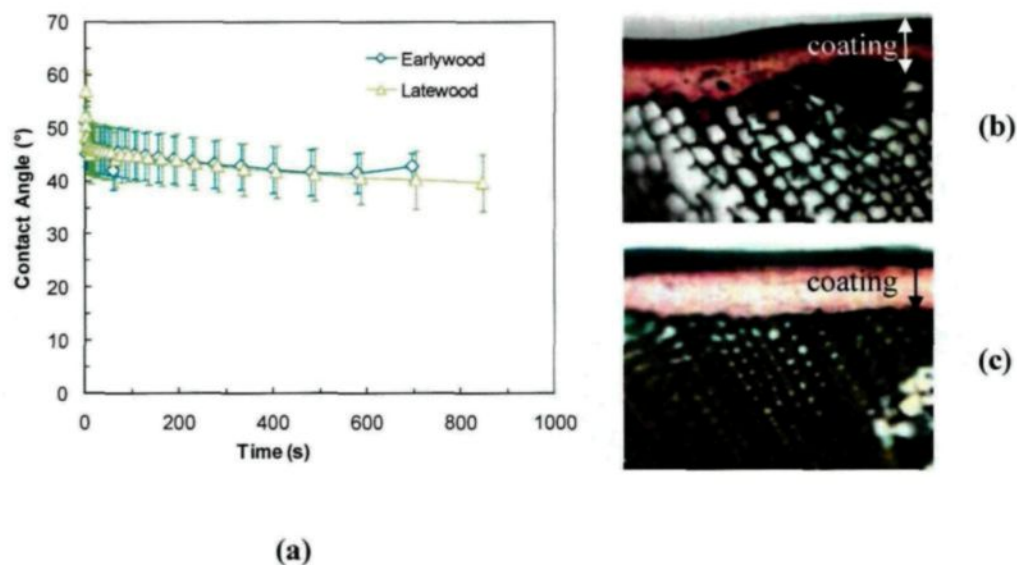 70
60
50
40
30
20
10
0
Contact Angle (°)
Earlywood
Latewood
0 200 400 600 800 1000
Time (s)
(a)
coating
(b)
coating
(c)